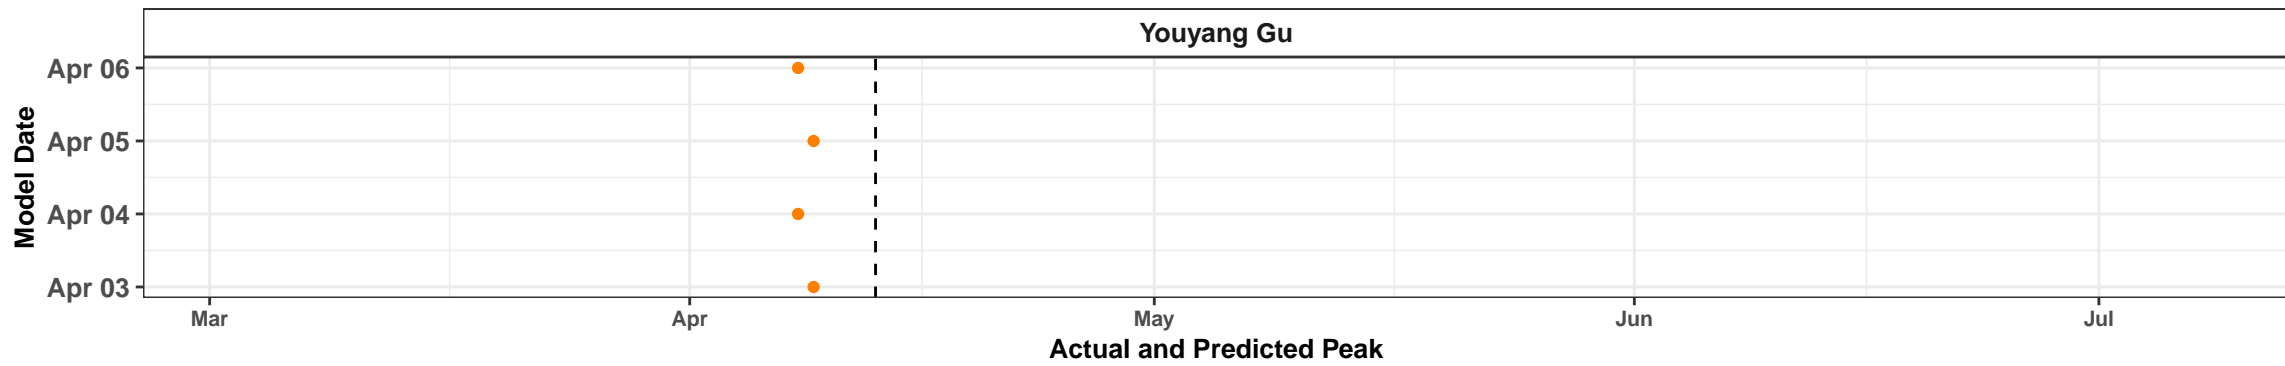 Youyang Gu
Model Date
Apr 06
Apr 05
Apr 04
Apr 03
Mar Apr May Jun Jul
Actual and Predicted Peak